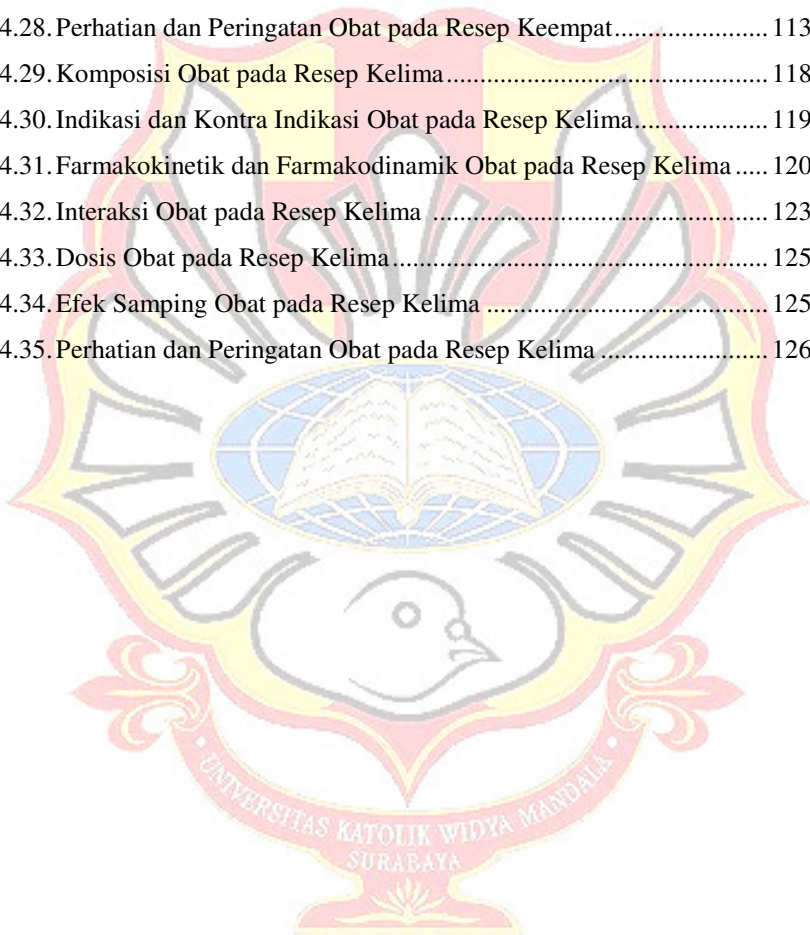 4.28. Perhatian dan Peringatan Obat pada Resep Keempat..................... 113
4.29. Komposisi Obat pada Resep Kelima............................................ 118
4.30. Indikasi dan Kontra Indikasi Obat pada Resep Kelima................... 119
4.31. Farmakokinetik dan Farmakodinamik Obat pada Resep Kelima ..... 120
4.32. Interaksi Obat pada Resep Kelima .............................................. 123
4.33. Dosis Obat pada Resep Kelima.................................................... 125
4.34. Efek Samping Obat pada Resep Kelima ...................................... 125
4.35. Perhatian dan Peringatan Obat pada Resep Kelima ....................... 126
UNIVERSITAS KATOLIK WIDYA MANDALA
SURABAYA